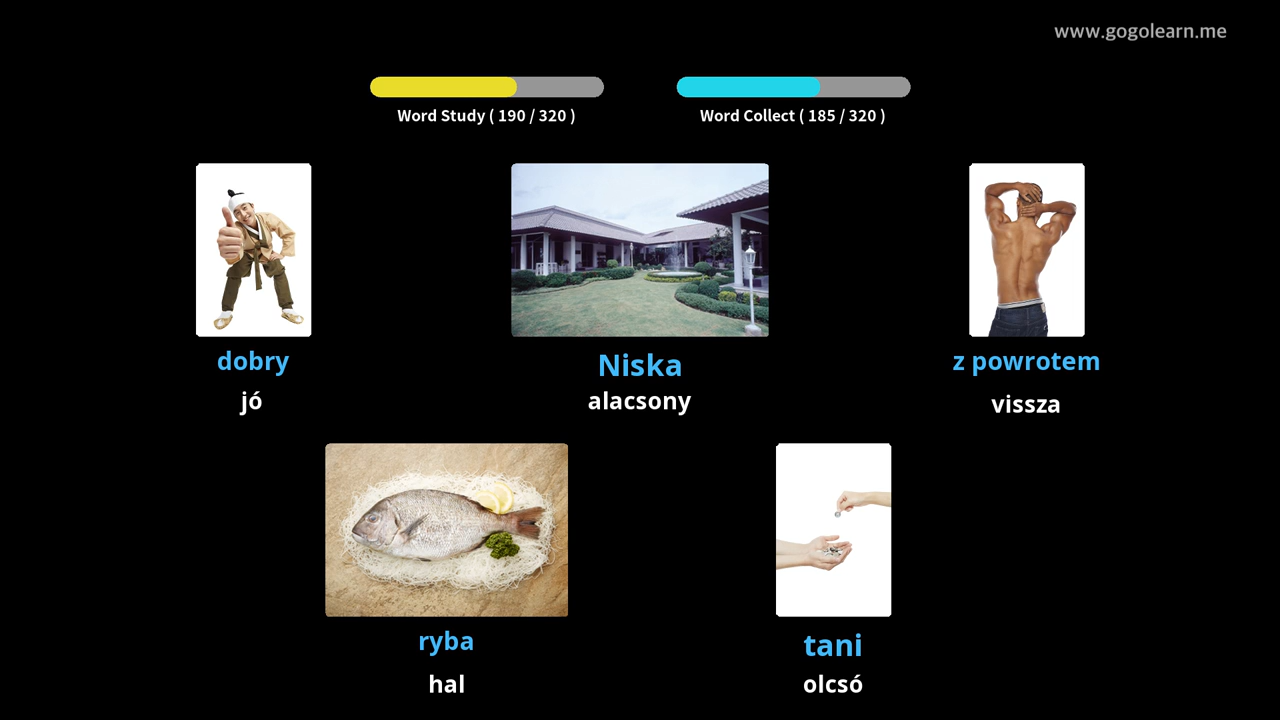 www.gogolearn.me
Word Study ( 190 / 320 )
Word Collect ( 185 / 320 )
dobry
Niska
z powrotem
jó
alacsony
vissza
ryba
tani
hal
olcsó